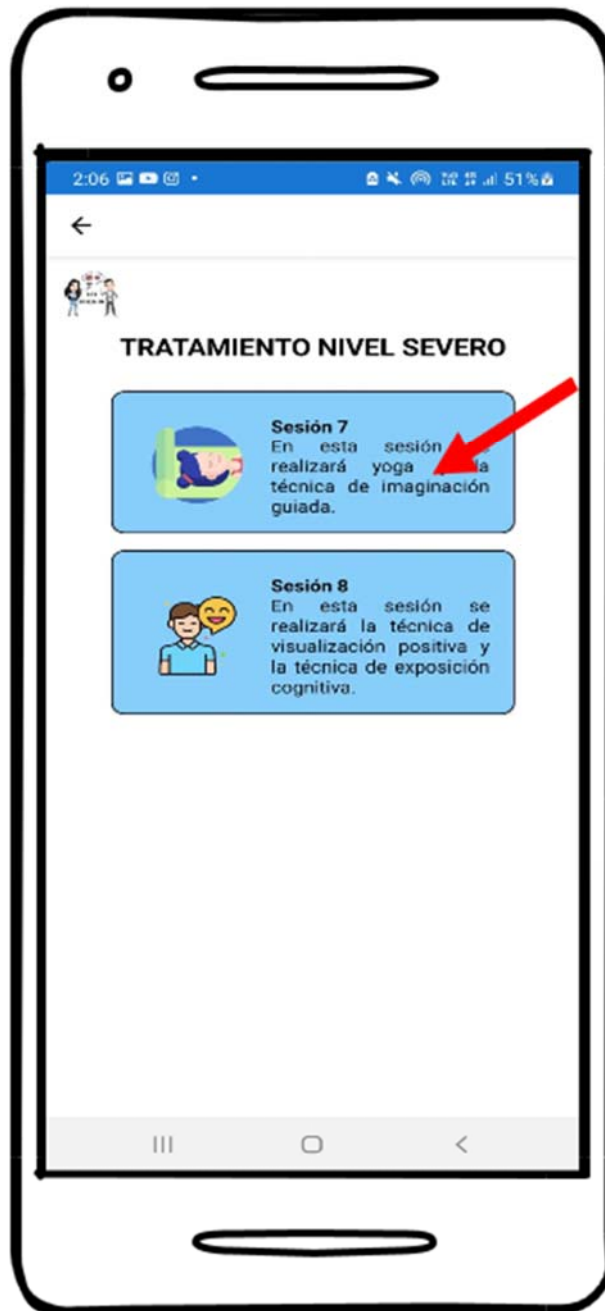 2:06 51%
TRATAMIENTO NIVEL SEVERO
Sesión 7
En esta sesión
realizará yoga la
técnica de imaginación
guiada.
Sesión 8
En esta sesión se
realizará la técnica de
visualización positiva y
la técnica de exposición
cognitiva.